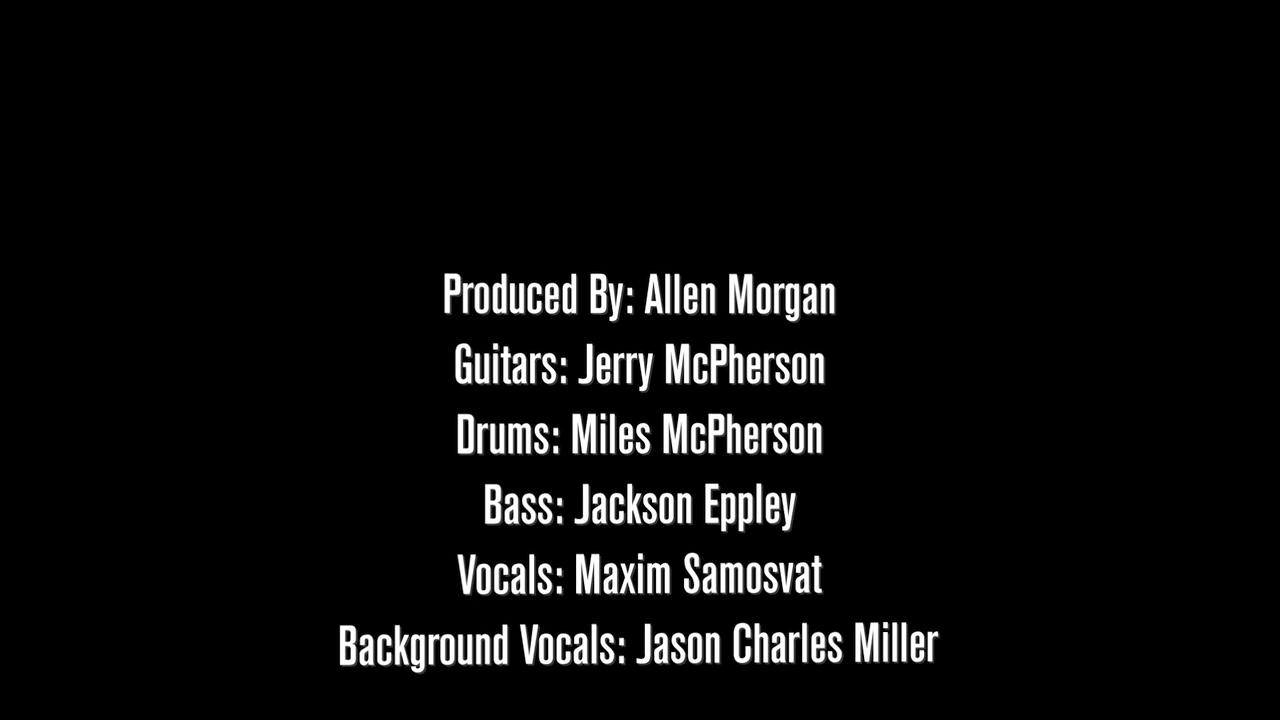 Produced By: Allen Morgan
Guitars: Jerry McPherson
Drums: Miles McPherson
Bass: Jackson Eppley
Vocals: Maxim Samosvat
Background Vocals: Jason Charles Miller